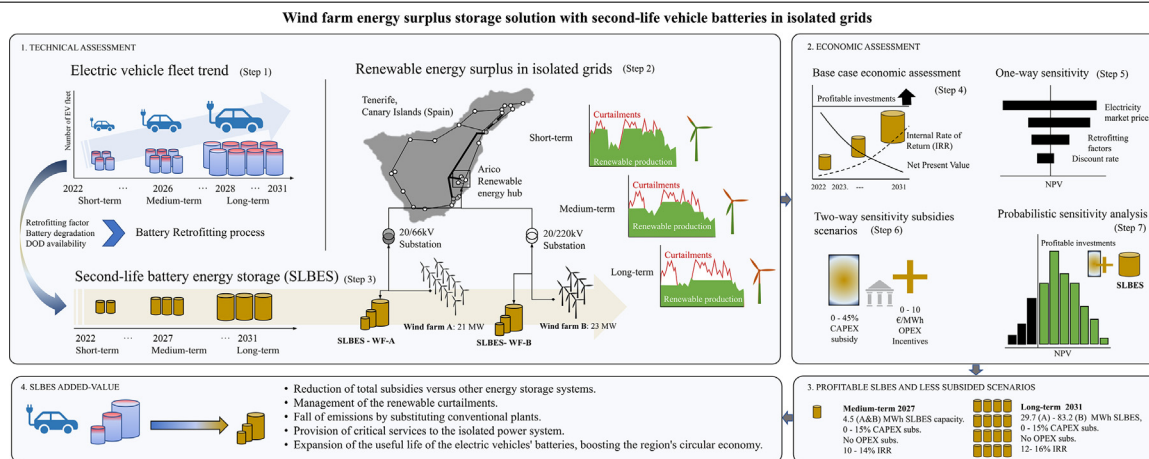 Wind farm energy surplus storage solution with second-life vehicle batteries in isolated grids
1. TECHNICAL ASSESSMENT
Electric vehicle fleet trend (Step 1)
Number of EV fleet
2022 ... 2026 ... 2028 ... 2031
Short-term Medium-term Long-term
Retrofitting factor
Battery degradation
DOD availability
Battery Retrofitting process
Renewable energy surplus in isolated grids (Step 2)
Tenerife,
Canary Islands (Spain)
Arico
Renewable
energy hub
20/66kV
Substation
20/220kV
Substation
Short-term
Curtailments
Renewable production
Medium-term
Curtailments
Renewable production
Long-term
Curtailments
Renewable production
Second-life battery energy storage (SLBES) (Step 3)
2022 ... 2027 ... 2031
Short-term Medium-term Long-term
SLBES - WF-A
Wind farm A: 21 MW
SLBES- WF-B
Wind farm B: 23 MW
2. ECONOMIC ASSESSMENT
Base case economic assessment
(Step 4)
Profitable investments
Internal Rate of
Return (IRR)
Net Present Value
2022 2023. --- 2031
One-way sensitivity (Step 5)
Electricity
market price
Retrofitting
factors
Discount rate
NPV
Two-way sensitivity subsidies
scenarios (Step 6)
0 - 45%
CAPEX
subsidy
0 - 10
€/MWh
OPEX
Incentives
Probabilistic sensitivity analysis
(Step 7)
Profitable investments
SLBES
NPV
3. PROFITABLE SLBES AND LESS SUBSIDED SCENARIOS
Medium-term 2027
4.5 (A&B) MWh SLBES capacity.
0 - 15% CAPEX subs.
No OPEX subs.
10 - 14% IRR
Long-term 2031
29.7 (A) - 83.2 (B) MWh SLBES,
0 - 15% CAPEX subs.
No OPEX subs.
12- 16% IRR
4. SLBES ADDED-VALUE
• Reduction of total subsidies versus other energy storage systems.
• Management of the renewable curtailments.
• Fall of emissions by substituting conventional plants.
• Provision of critical services to the isolated power system.
• Expansion of the useful life of the electric vehicles' batteries, boosting the region's circular economy.